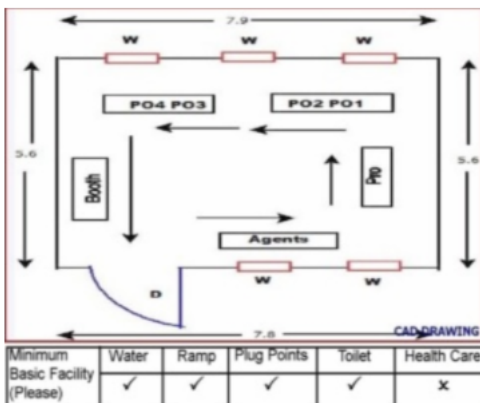 7.9
W W W
PO4 PO3 PO2 PO1
5.6 5.6
Booth Pro
Agents
W W
D
CAD DRAWING
7.8
Minimum Basic Facility (Please) Water Ramp Plug Points Toilet Health Care
✓ ✓ ✓ ✓ x